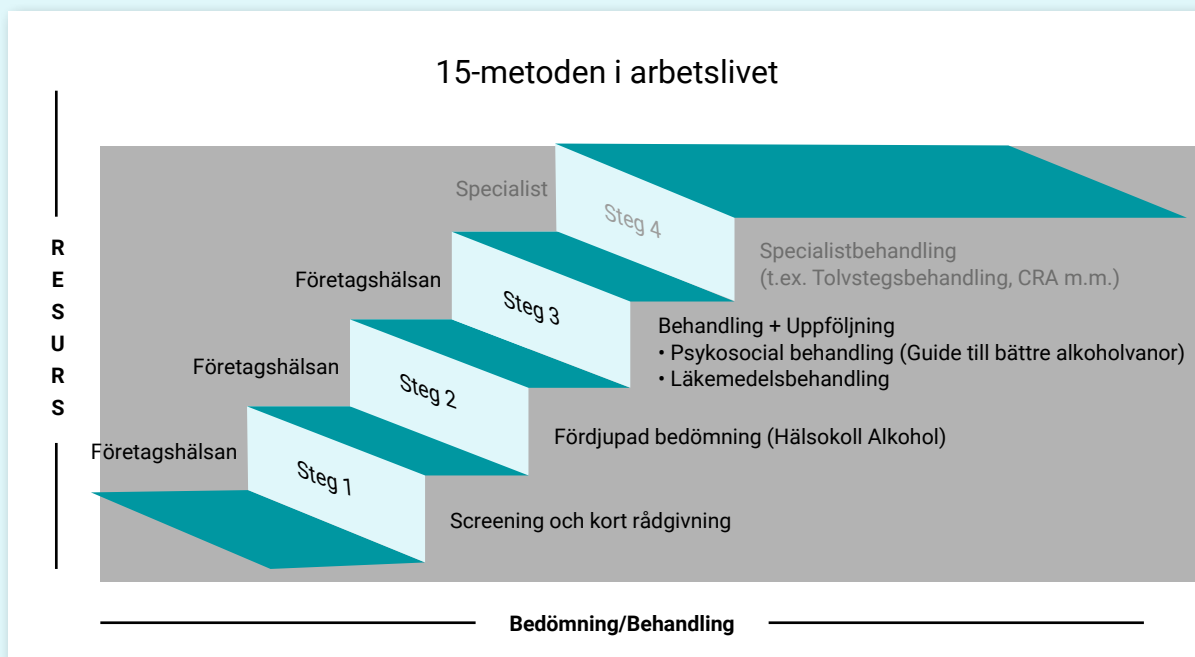 15-metoden i arbetslivet
RESURS
Specialist
Steg 4
Specialistbehandling
(t.ex. Tolvstegsbehandling, CRA m.m.)
Företagshälsan
Steg 3
Behandling + Uppföljning
• Psykosocial behandling (Guide till bättre alkoholvanor)
• Läkemedelsbehandling
Företagshälsan
Steg 2
Fördjupad bedömning (Hälsokoll Alkohol)
Företagshälsan
Steg 1
Screening och kort rådgivning
Bedömning/Behandling